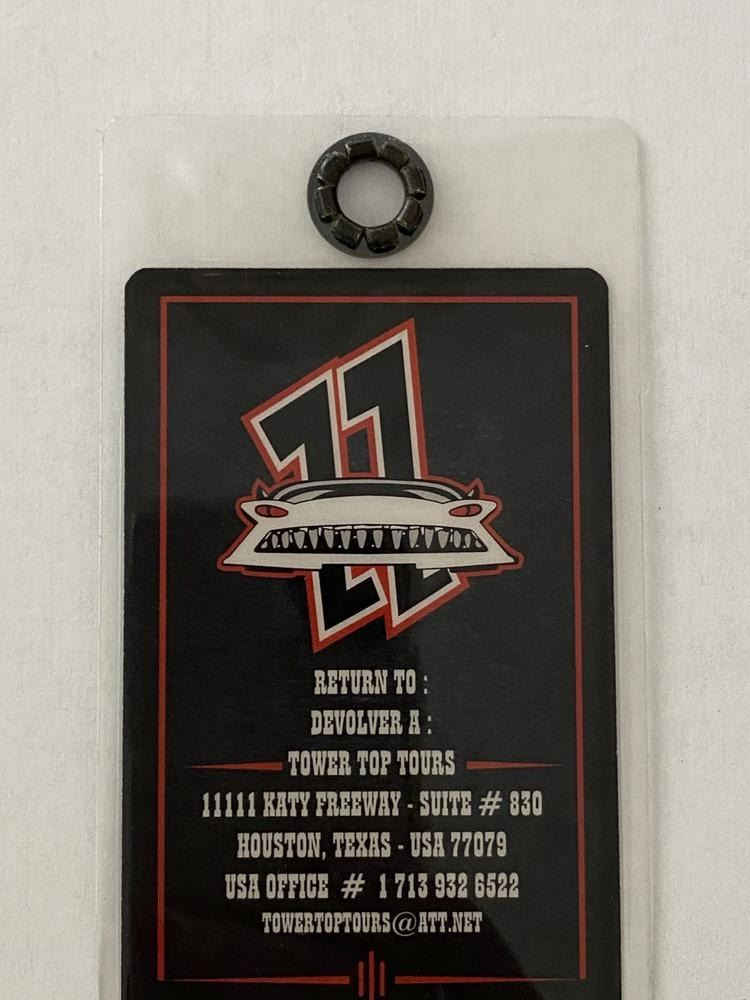 RETURN TO :
DEVOLVER A :
TOWER TOP TOURS
11111 KATY FREEWAY - SUITE # 830
HOUSTON, TEXAS - USA 77079
USA OFFICE # 1 713 932 6522
TOWERTOPTOURS@ATT.NET